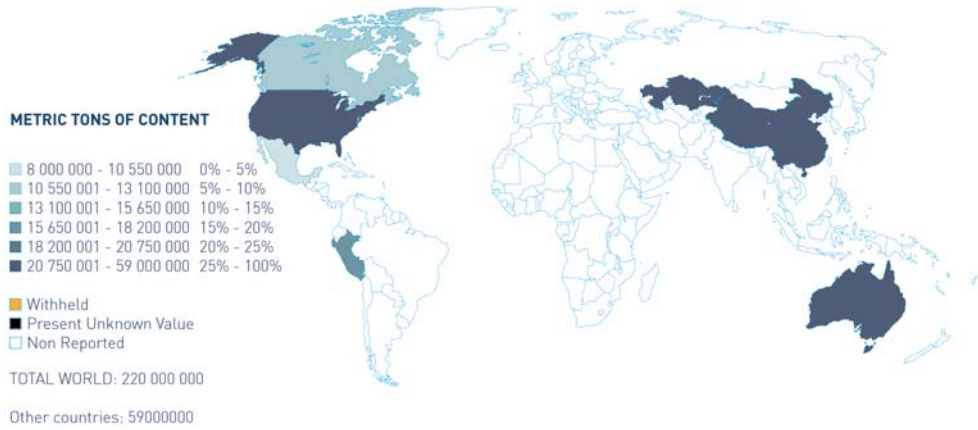 METRIC TONS OF CONTENT
8 000 000 - 10 550 000 0% - 5%
10 550 001 - 13 100 000 5% - 10%
13 100 001 - 15 650 000 10% - 15%
15 650 001 - 18 200 000 15% - 20%
18 200 001 - 20 750 000 20% - 25%
20 750 001 - 59 000 000 25% - 100%
Withheld
Present Unknown Value
Non Reported
TOTAL WORLD: 220 000 000
Other countries: 59000000